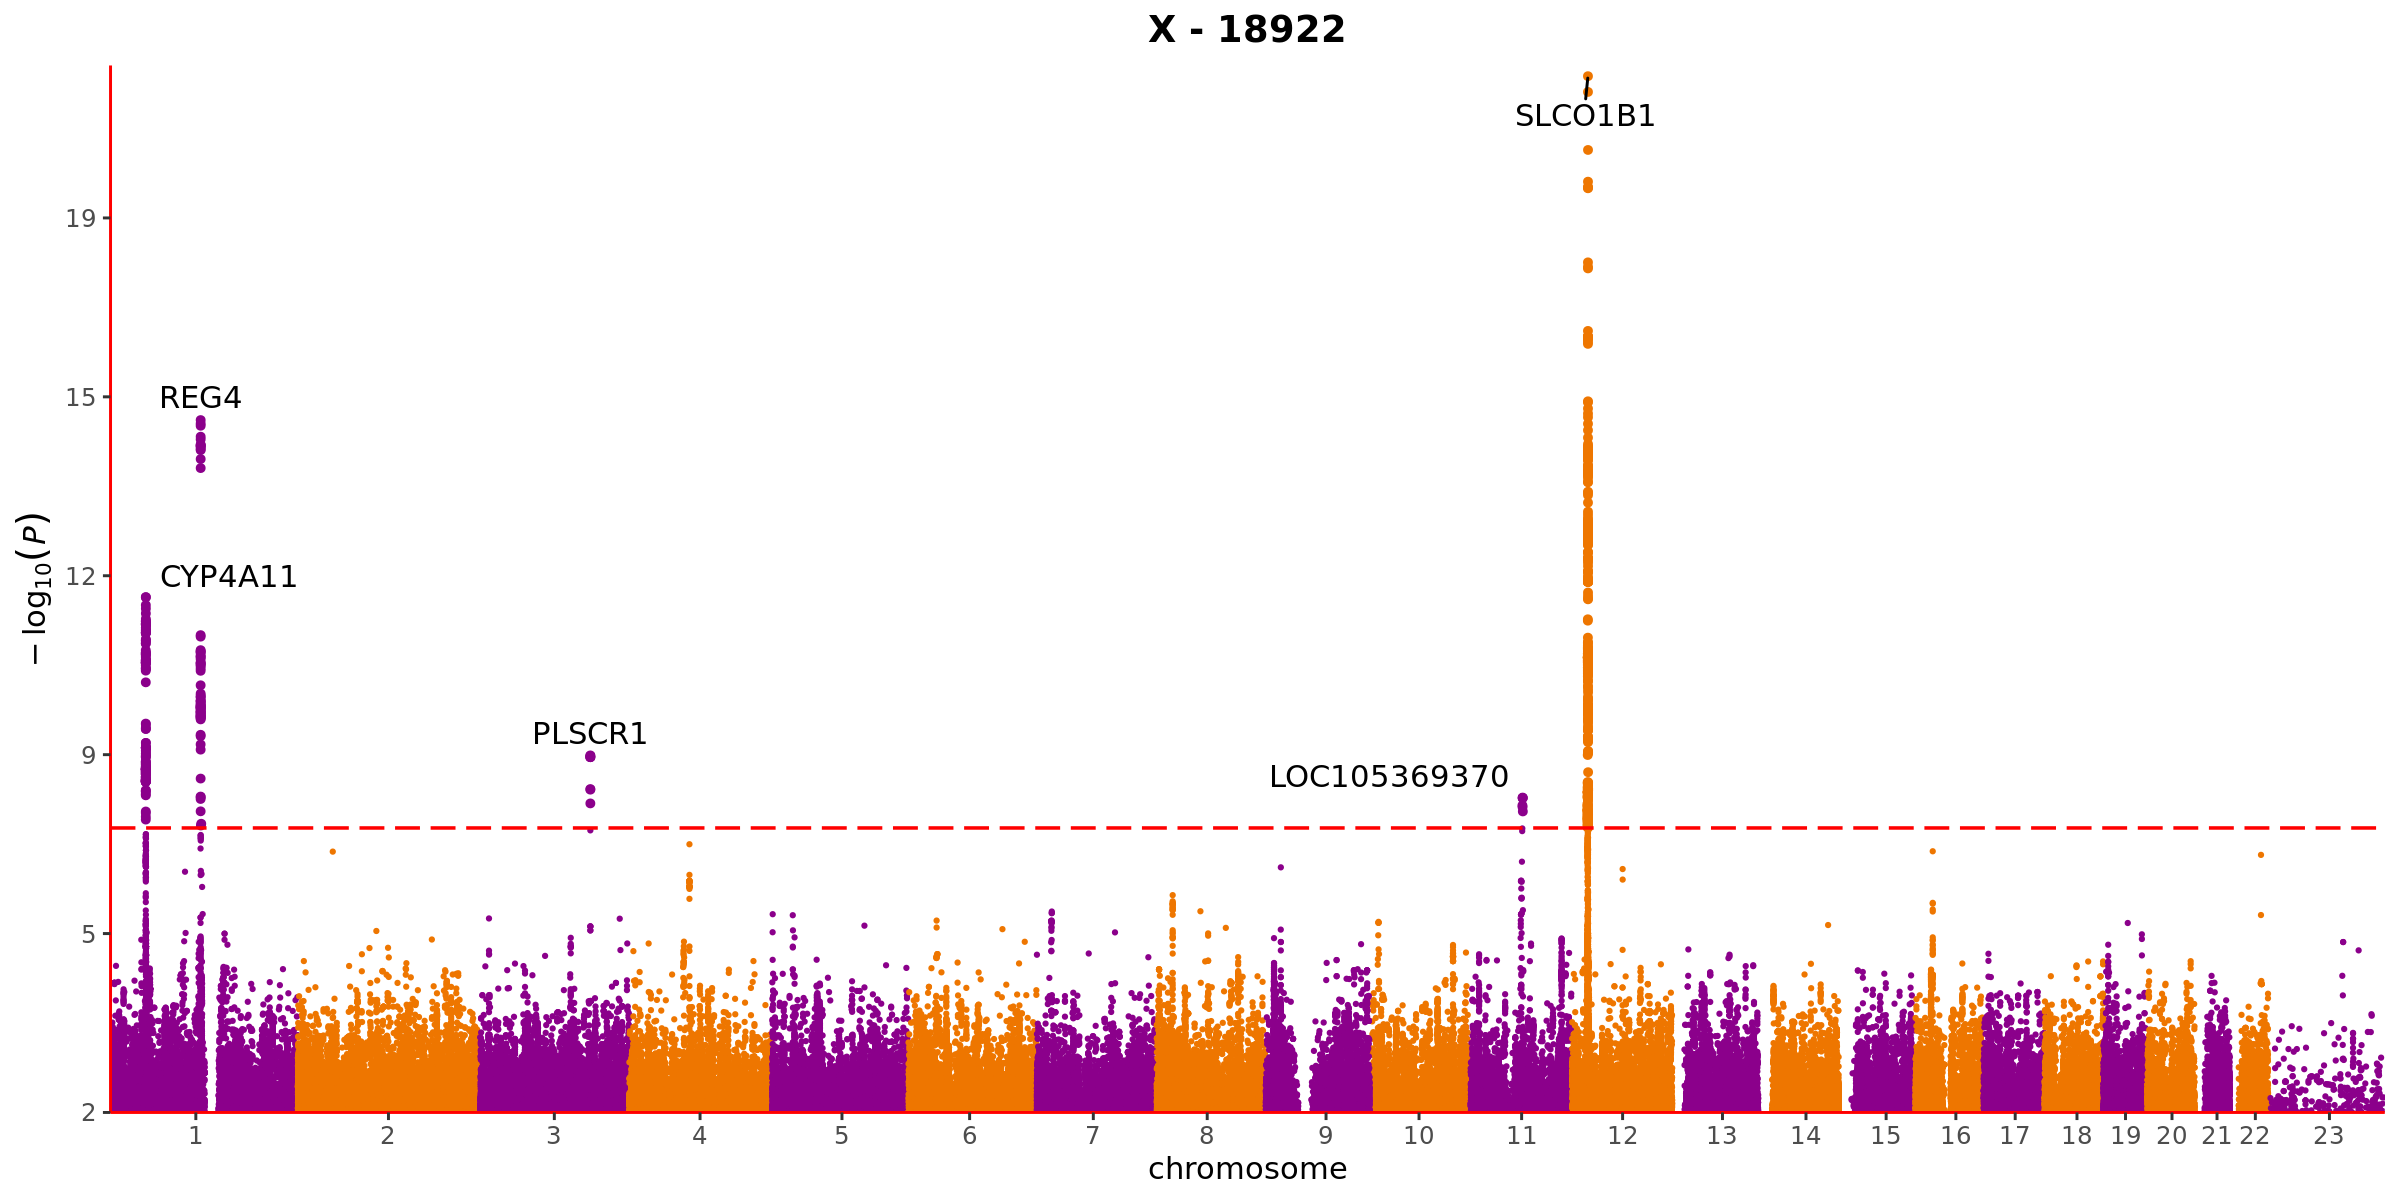 X - 18922
SLCO1B1
19
REG4
15
CYP4A11
12
PLSCR1
9
LOC105369370
5
2
− log10(P)
1 2 3 4 5 6 7 8 9 10 11 12 13 14 15 16 17 18 19 20 21 22 23
chromosome